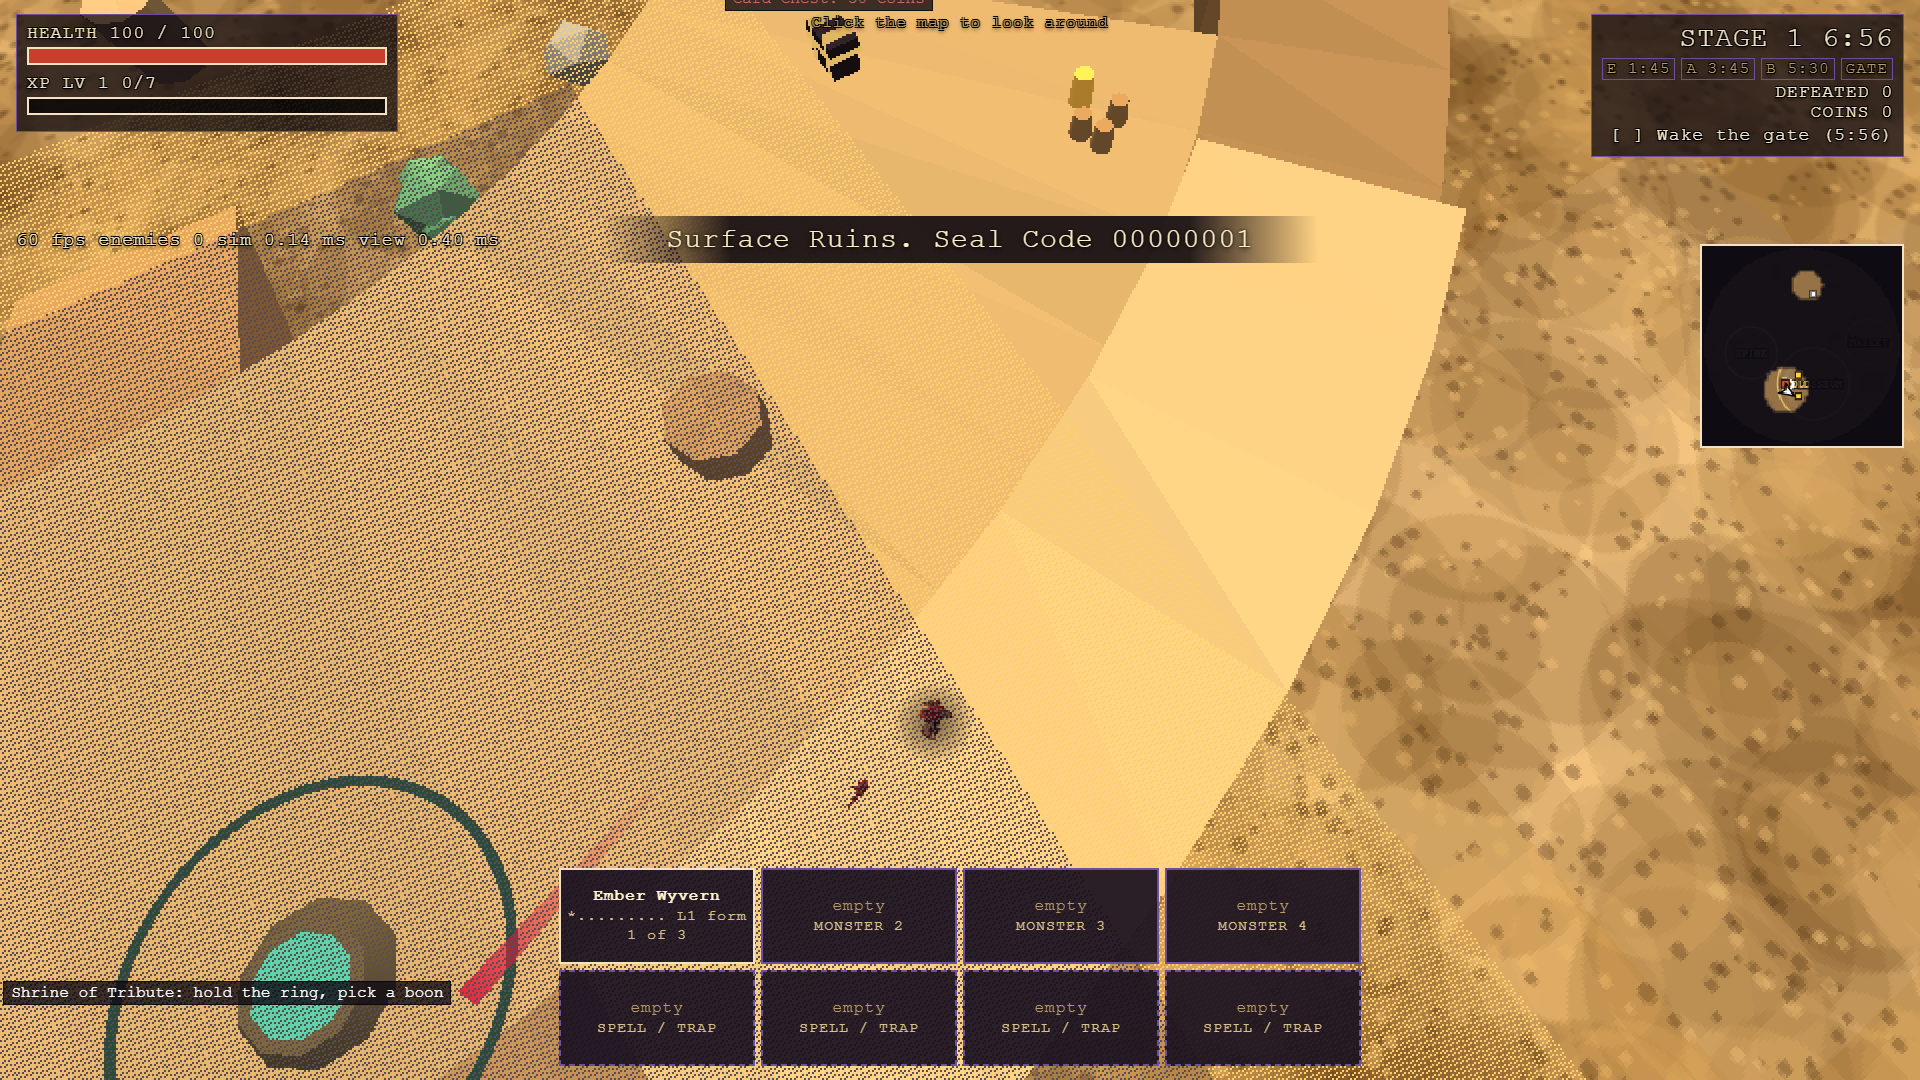 HEALTH 100 / 100
XP LV 1 0/7
Card Chest: 30 coins
Click the map to look around
STAGE 1 6:56
E 1:45 A 3:45 B 5:30 GATE
DEFEATED 0
COINS 0
[ ] Wake the gate (5:56)
60 fps enemies 0 sim 0.14 ms view 0.40 ms
Surface Ruins. Seal Code 00000001
Ember Wyvern
*......... L1 form
1 of 3
empty
MONSTER 2
empty
MONSTER 3
empty
MONSTER 4
Shrine of Tribute: hold the ring, pick a boon
empty
SPELL / TRAP
empty
SPELL / TRAP
empty
SPELL / TRAP
empty
SPELL / TRAP